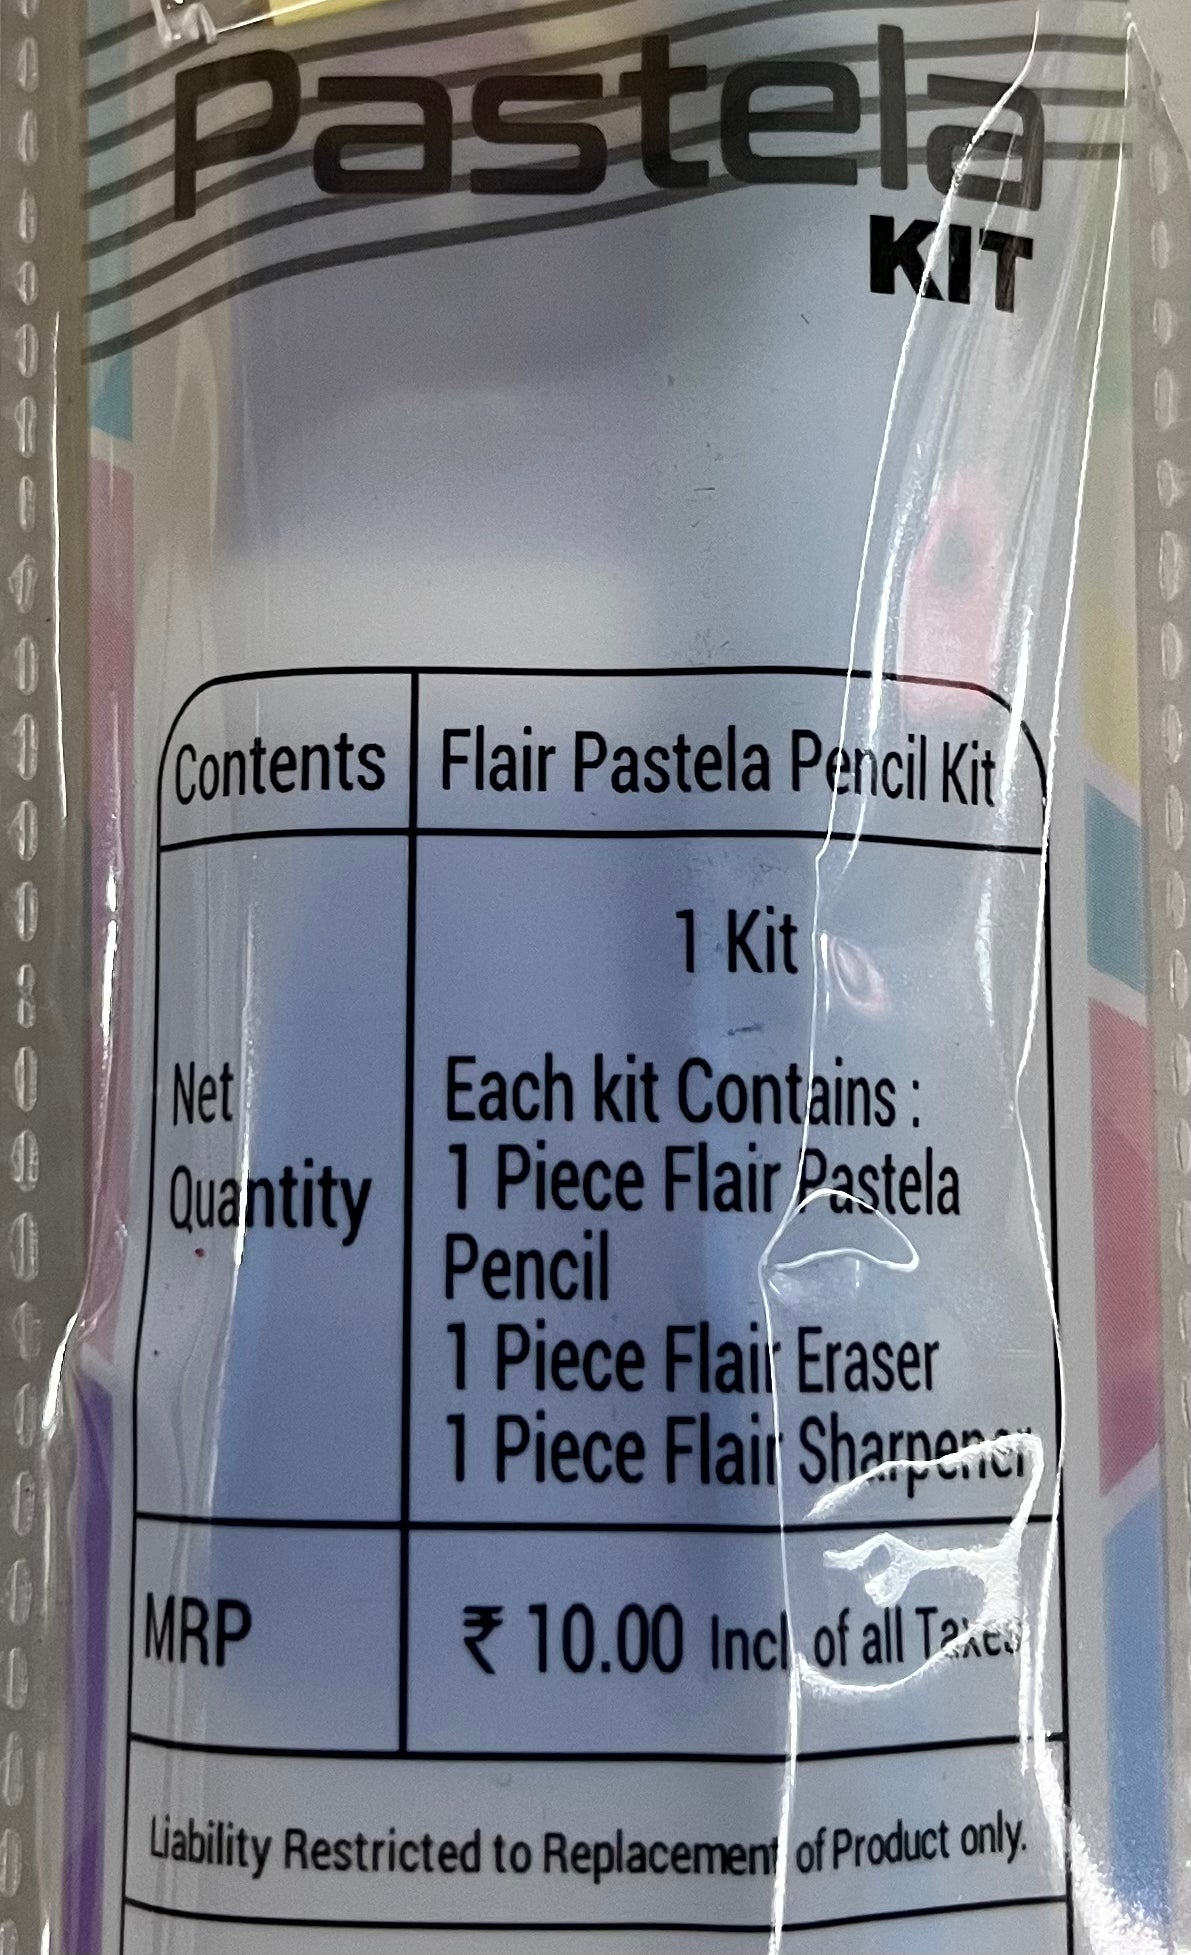 Pastela
KIT
Contents
Flair Pastela Pencil Kit
Net
Quantity
1 Kit
Each kit Contains :
1 Piece Flair Pastela
Pencil
1 Piece Flair Eraser
1 Piece Flair Sharpener
MRP
₹ 10.00 Incl. of all Taxes
Liability Restricted to Replacement of Product only.